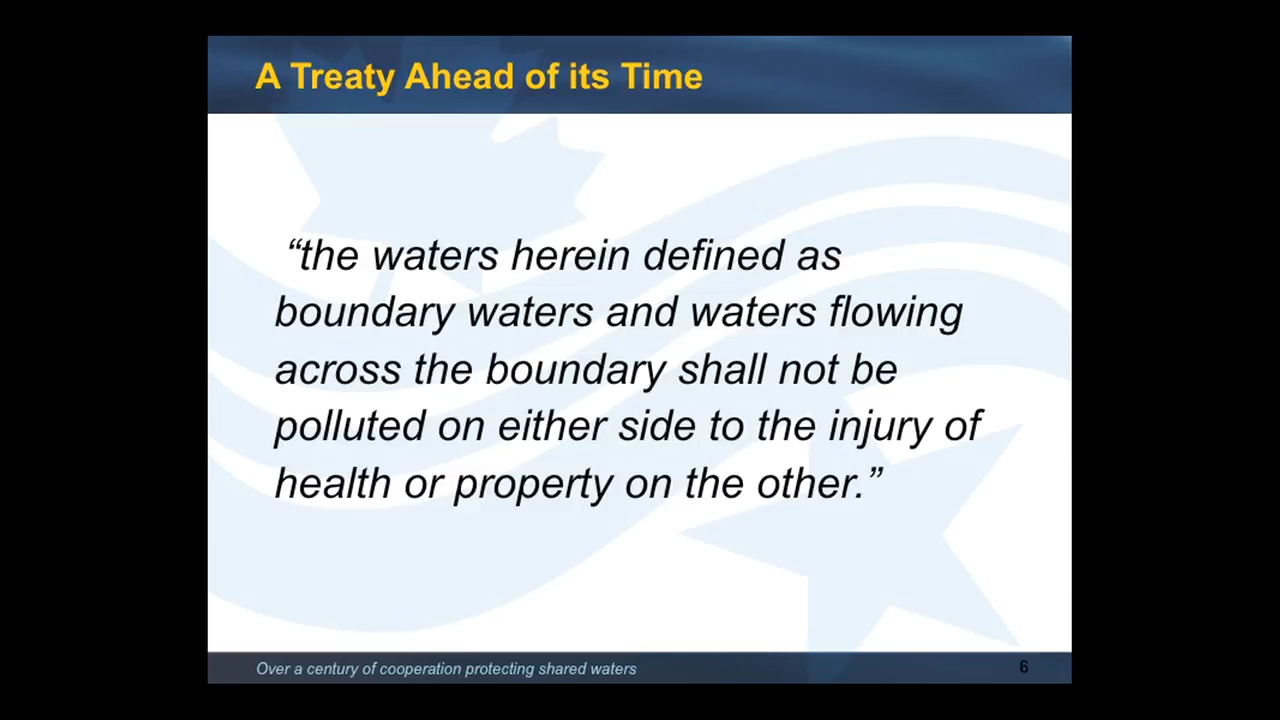 A Treaty Ahead of its Time
“the waters herein defined as
boundary waters and waters flowing
across the boundary shall not be
polluted on either side to the injury of
health or property on the other.”
Over a century of cooperation protecting shared waters
6